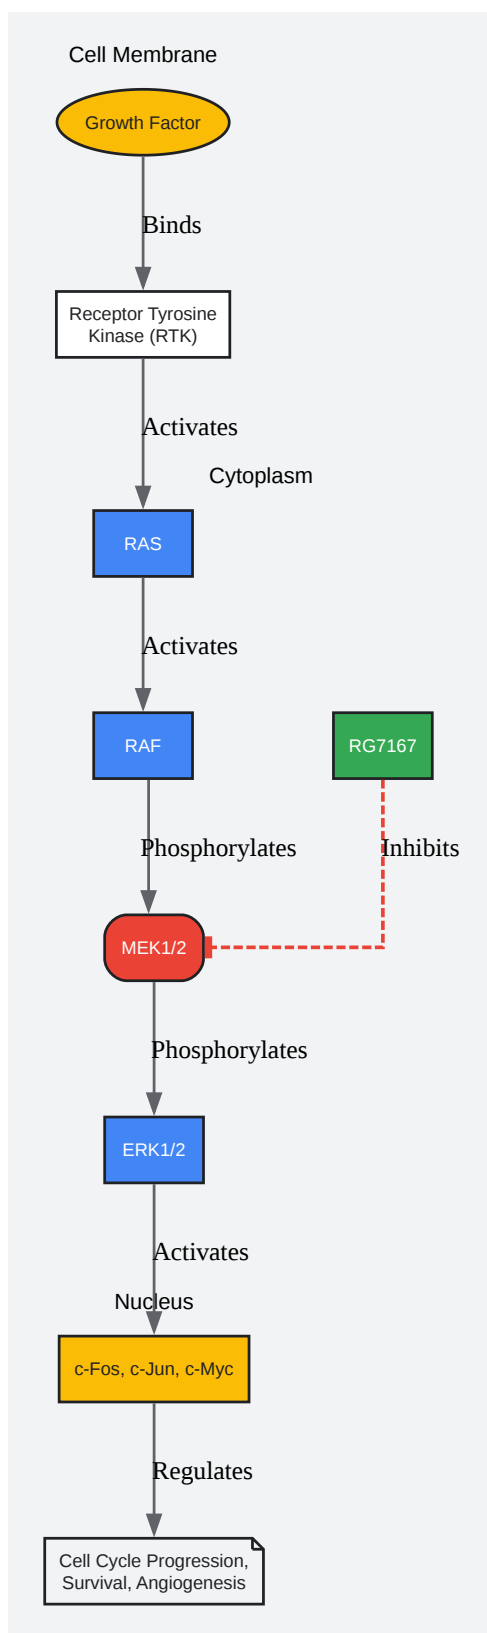 Cell Membrane
Growth Factor
Binds
Receptor Tyrosine
Kinase (RTK)
Activates
Cytoplasm
RAS
Activates
RAF
RG7167
Phosphorylates
Inhibits
MEK1/2
Phosphorylates
ERK1/2
Activates
Nucleus
c-Fos, c-Jun, c-Myc
Regulates
Cell Cycle Progression,
Survival, Angiogenesis